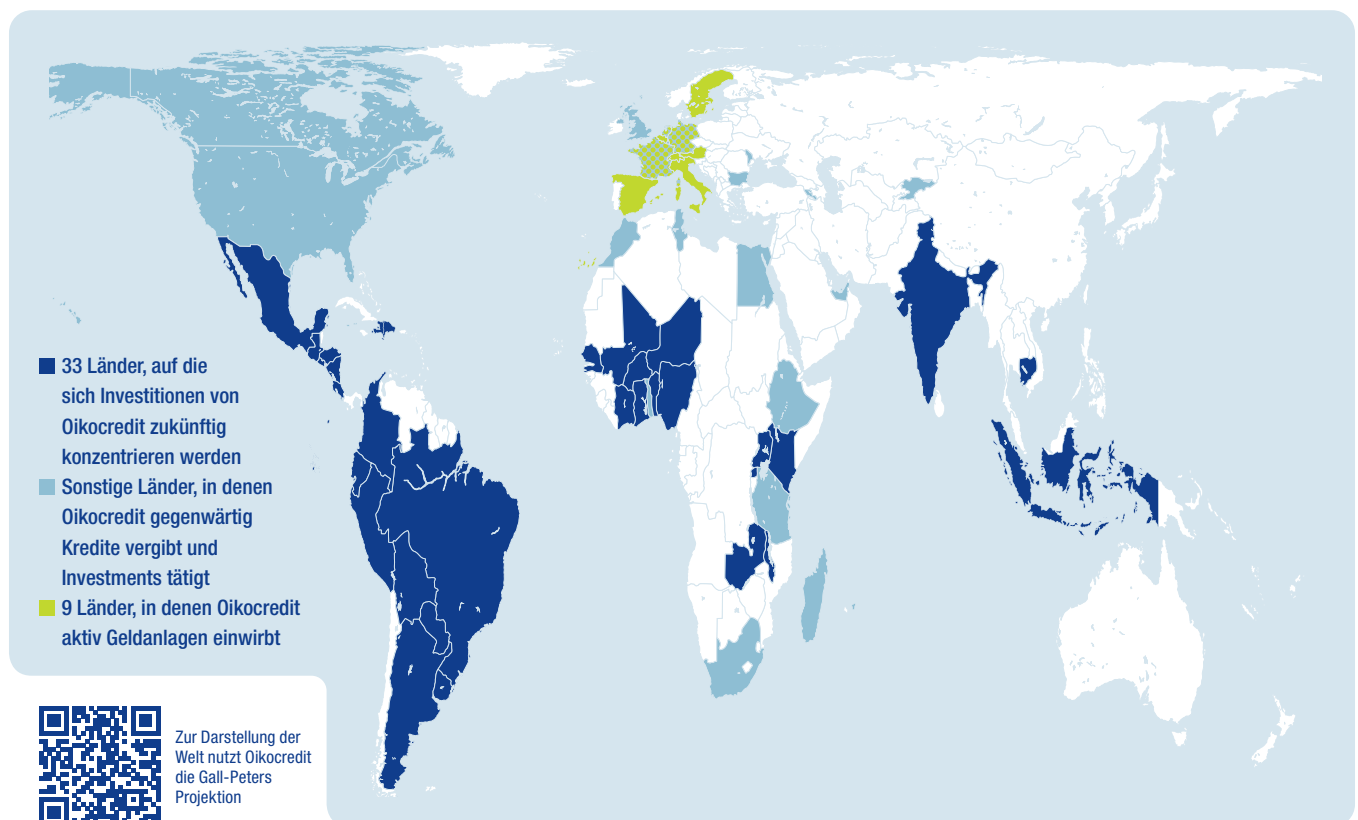 33 Länder, auf die
sich Investitionen von
Oikocredit zukünftig
konzentrieren werden
Sonstige Länder, in denen
Oikocredit gegenwärtig
Kredite vergibt und
Investments tätigt
9 Länder, in denen Oikocredit
aktiv Geldanlagen einwirbt
Zur Darstellung der
Welt nutzt Oikocredit
die Gall-Peters
Projektion